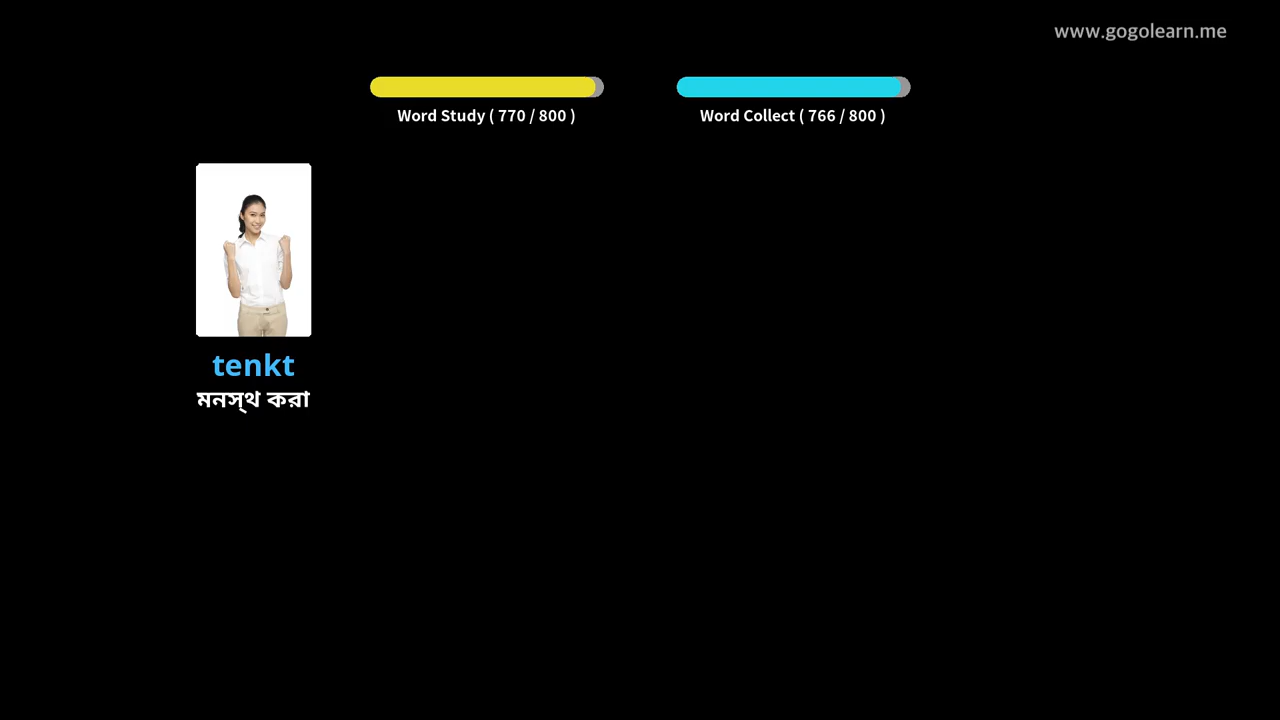 www.gogolearn.me
Word Study ( 770 / 800 )
Word Collect ( 766 / 800 )
tenkt
মনস্থ করা